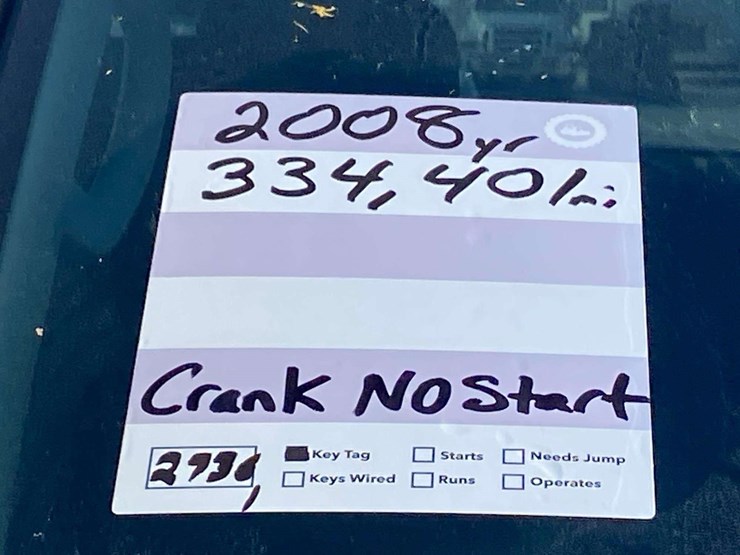 2008yr
334,401mi
Crank No Start
Key Tag Starts Needs Jump
Keys Wired Runs Operates